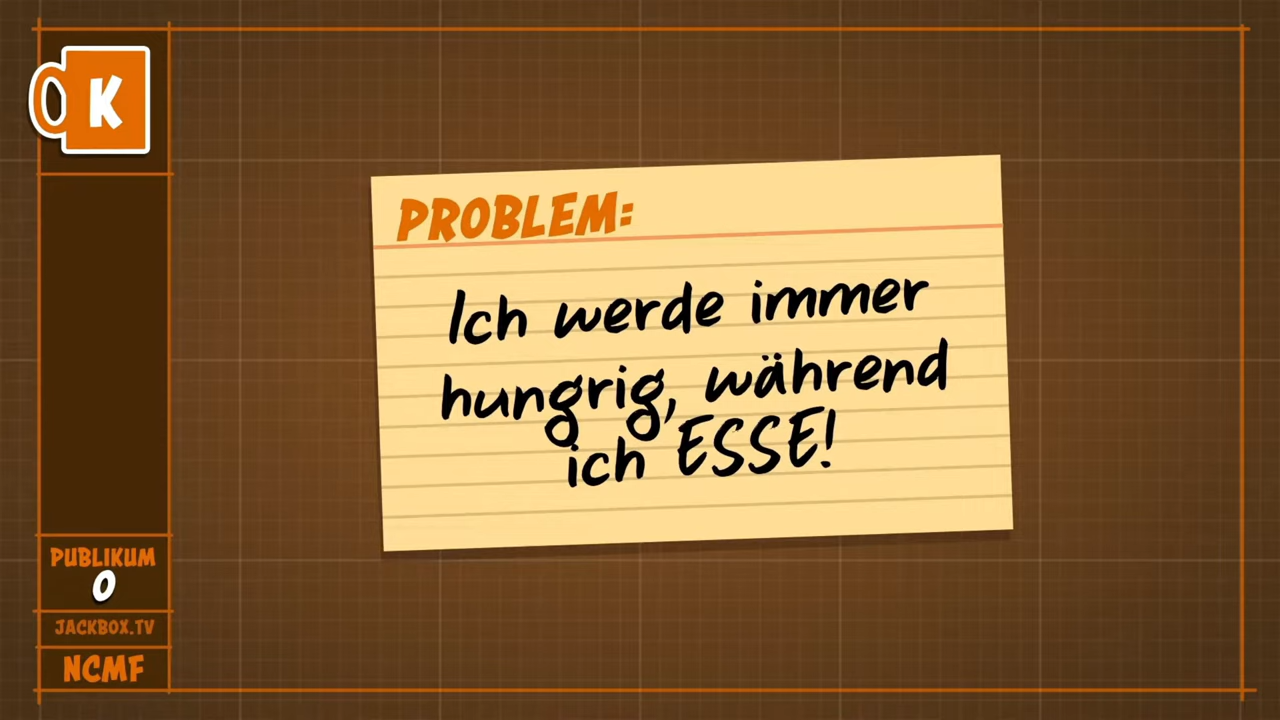 K
PROBLEM:
Ich werde immer
hungrig, während
ich ESSE!
PUBLIKUM
0
JACKBOX.TV
NCMF